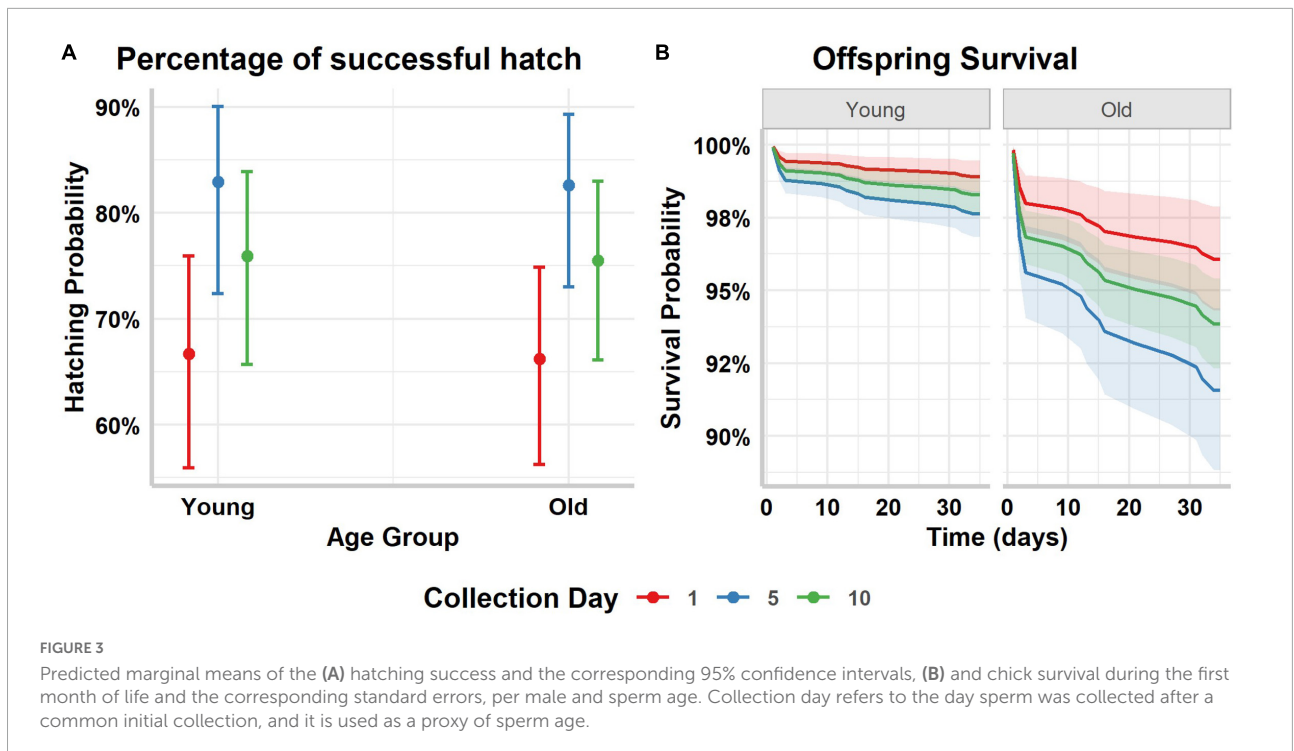 A Percentage of successful hatch
Hatching Probability
90%
80%
70%
60%
Young Old
Age Group
B Offspring Survival
Young Old
Survival Probability
100%
98%
95%
92%
90%
0 10 20 30 0 10 20 30
Time (days)
Collection Day 1 5 10
FIGURE 3
Predicted marginal means of the (A) hatching success and the corresponding 95% confidence intervals, (B) and chick survival during the first
month of life and the corresponding standard errors, per male and sperm age. Collection day refers to the day sperm was collected after a
common initial collection, and it is used as a proxy of sperm age.